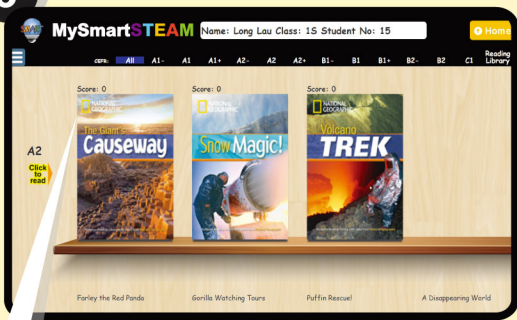 MySmartSTEAM
Name: Long Lau Class: 1S Student No: 15
Home
CEFR: All A1- A1 A1+ A2- A2 A2+ B1- B1 B1+ B2- B2 C1 Reading Library
Score: 0 Score: 0 Score: 0
NATIONAL GEOGRAPHIC
The Giant's
Causeway
NATIONAL GEOGRAPHIC
Snow Magic!
NATIONAL GEOGRAPHIC
Volcano
TREK
A2
Click to read
Farley the Red Panda Gorilla Watching Tours Puffin Rescue! A Disappearing World